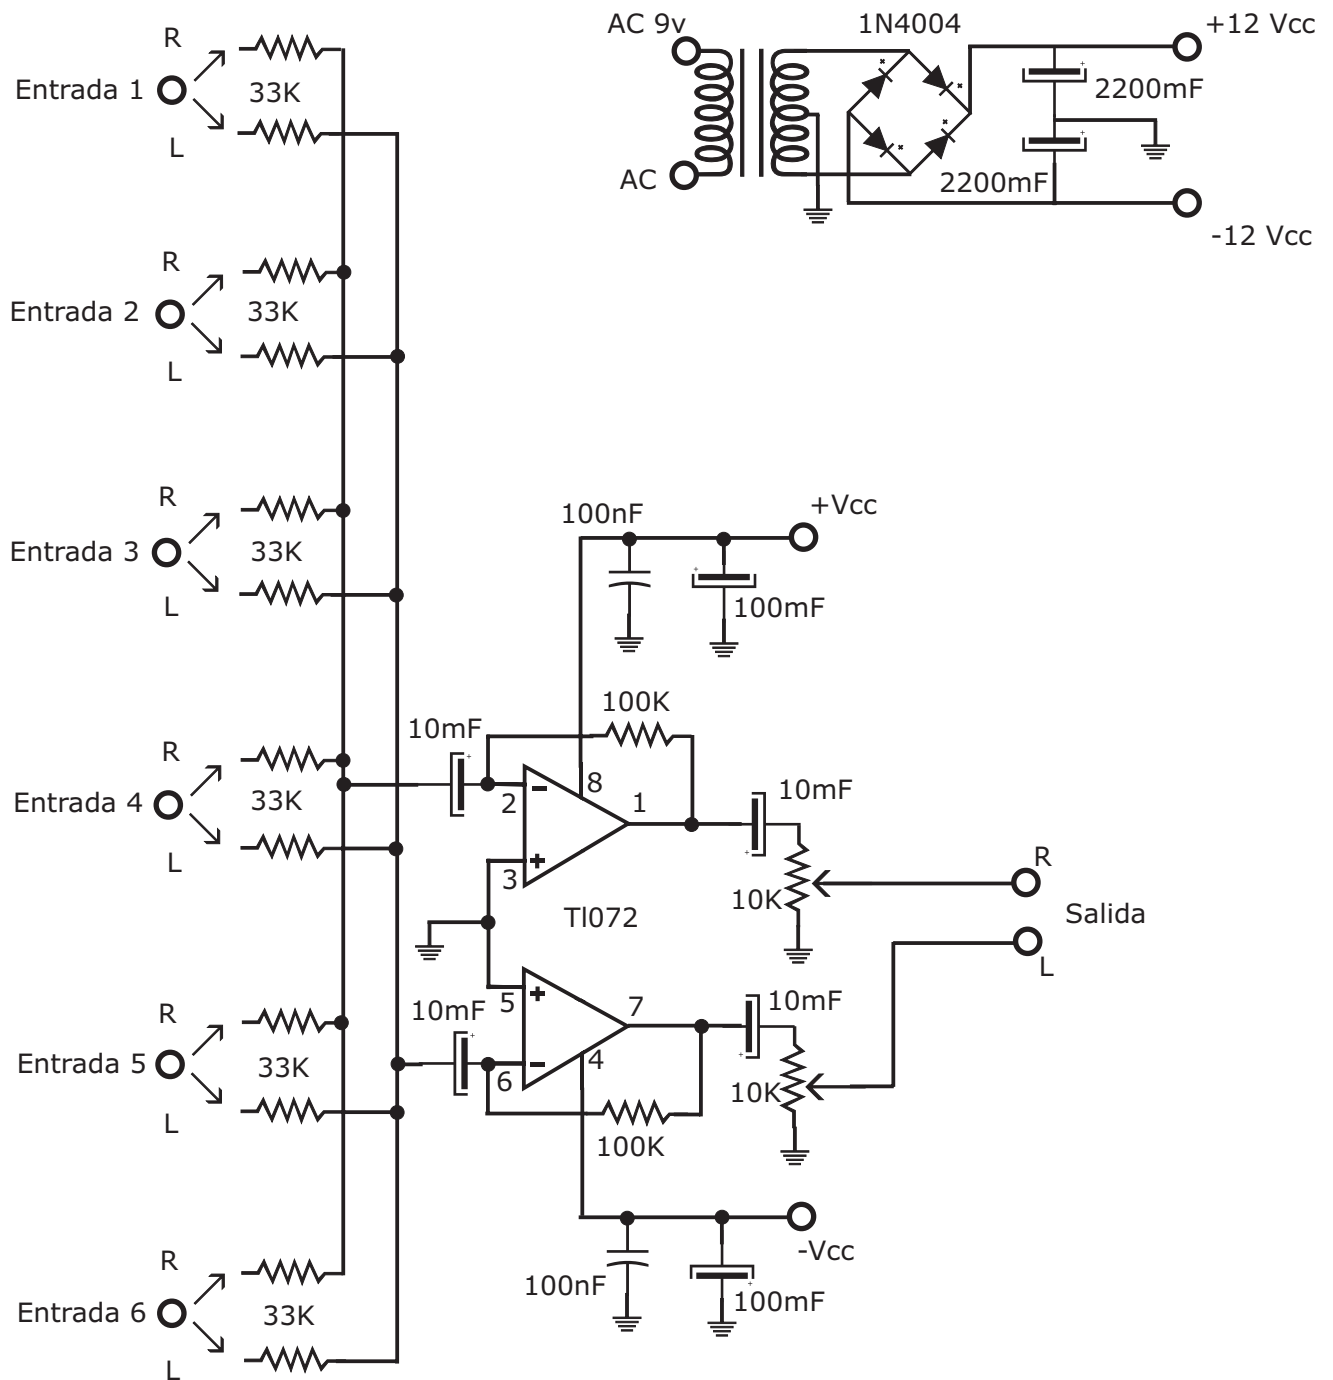 AC 9v
1N4004
+12 Vcc
R
Entrada 1
33K
L
2200mF
AC
2200mF
-12 Vcc
R
Entrada 2
33K
L
R
Entrada 3
33K
L
100nF
+Vcc
100mF
100K
10mF
R
Entrada 4
33K
L
8
2
-
1
10mF
+
3
R
10K
Salida
Tl072
L
R
Entrada 5
33K
L
10mF
5
+
7
10mF
-
4
6
10K
100K
-Vcc
R
Entrada 6
33K
L
100nF
100mF